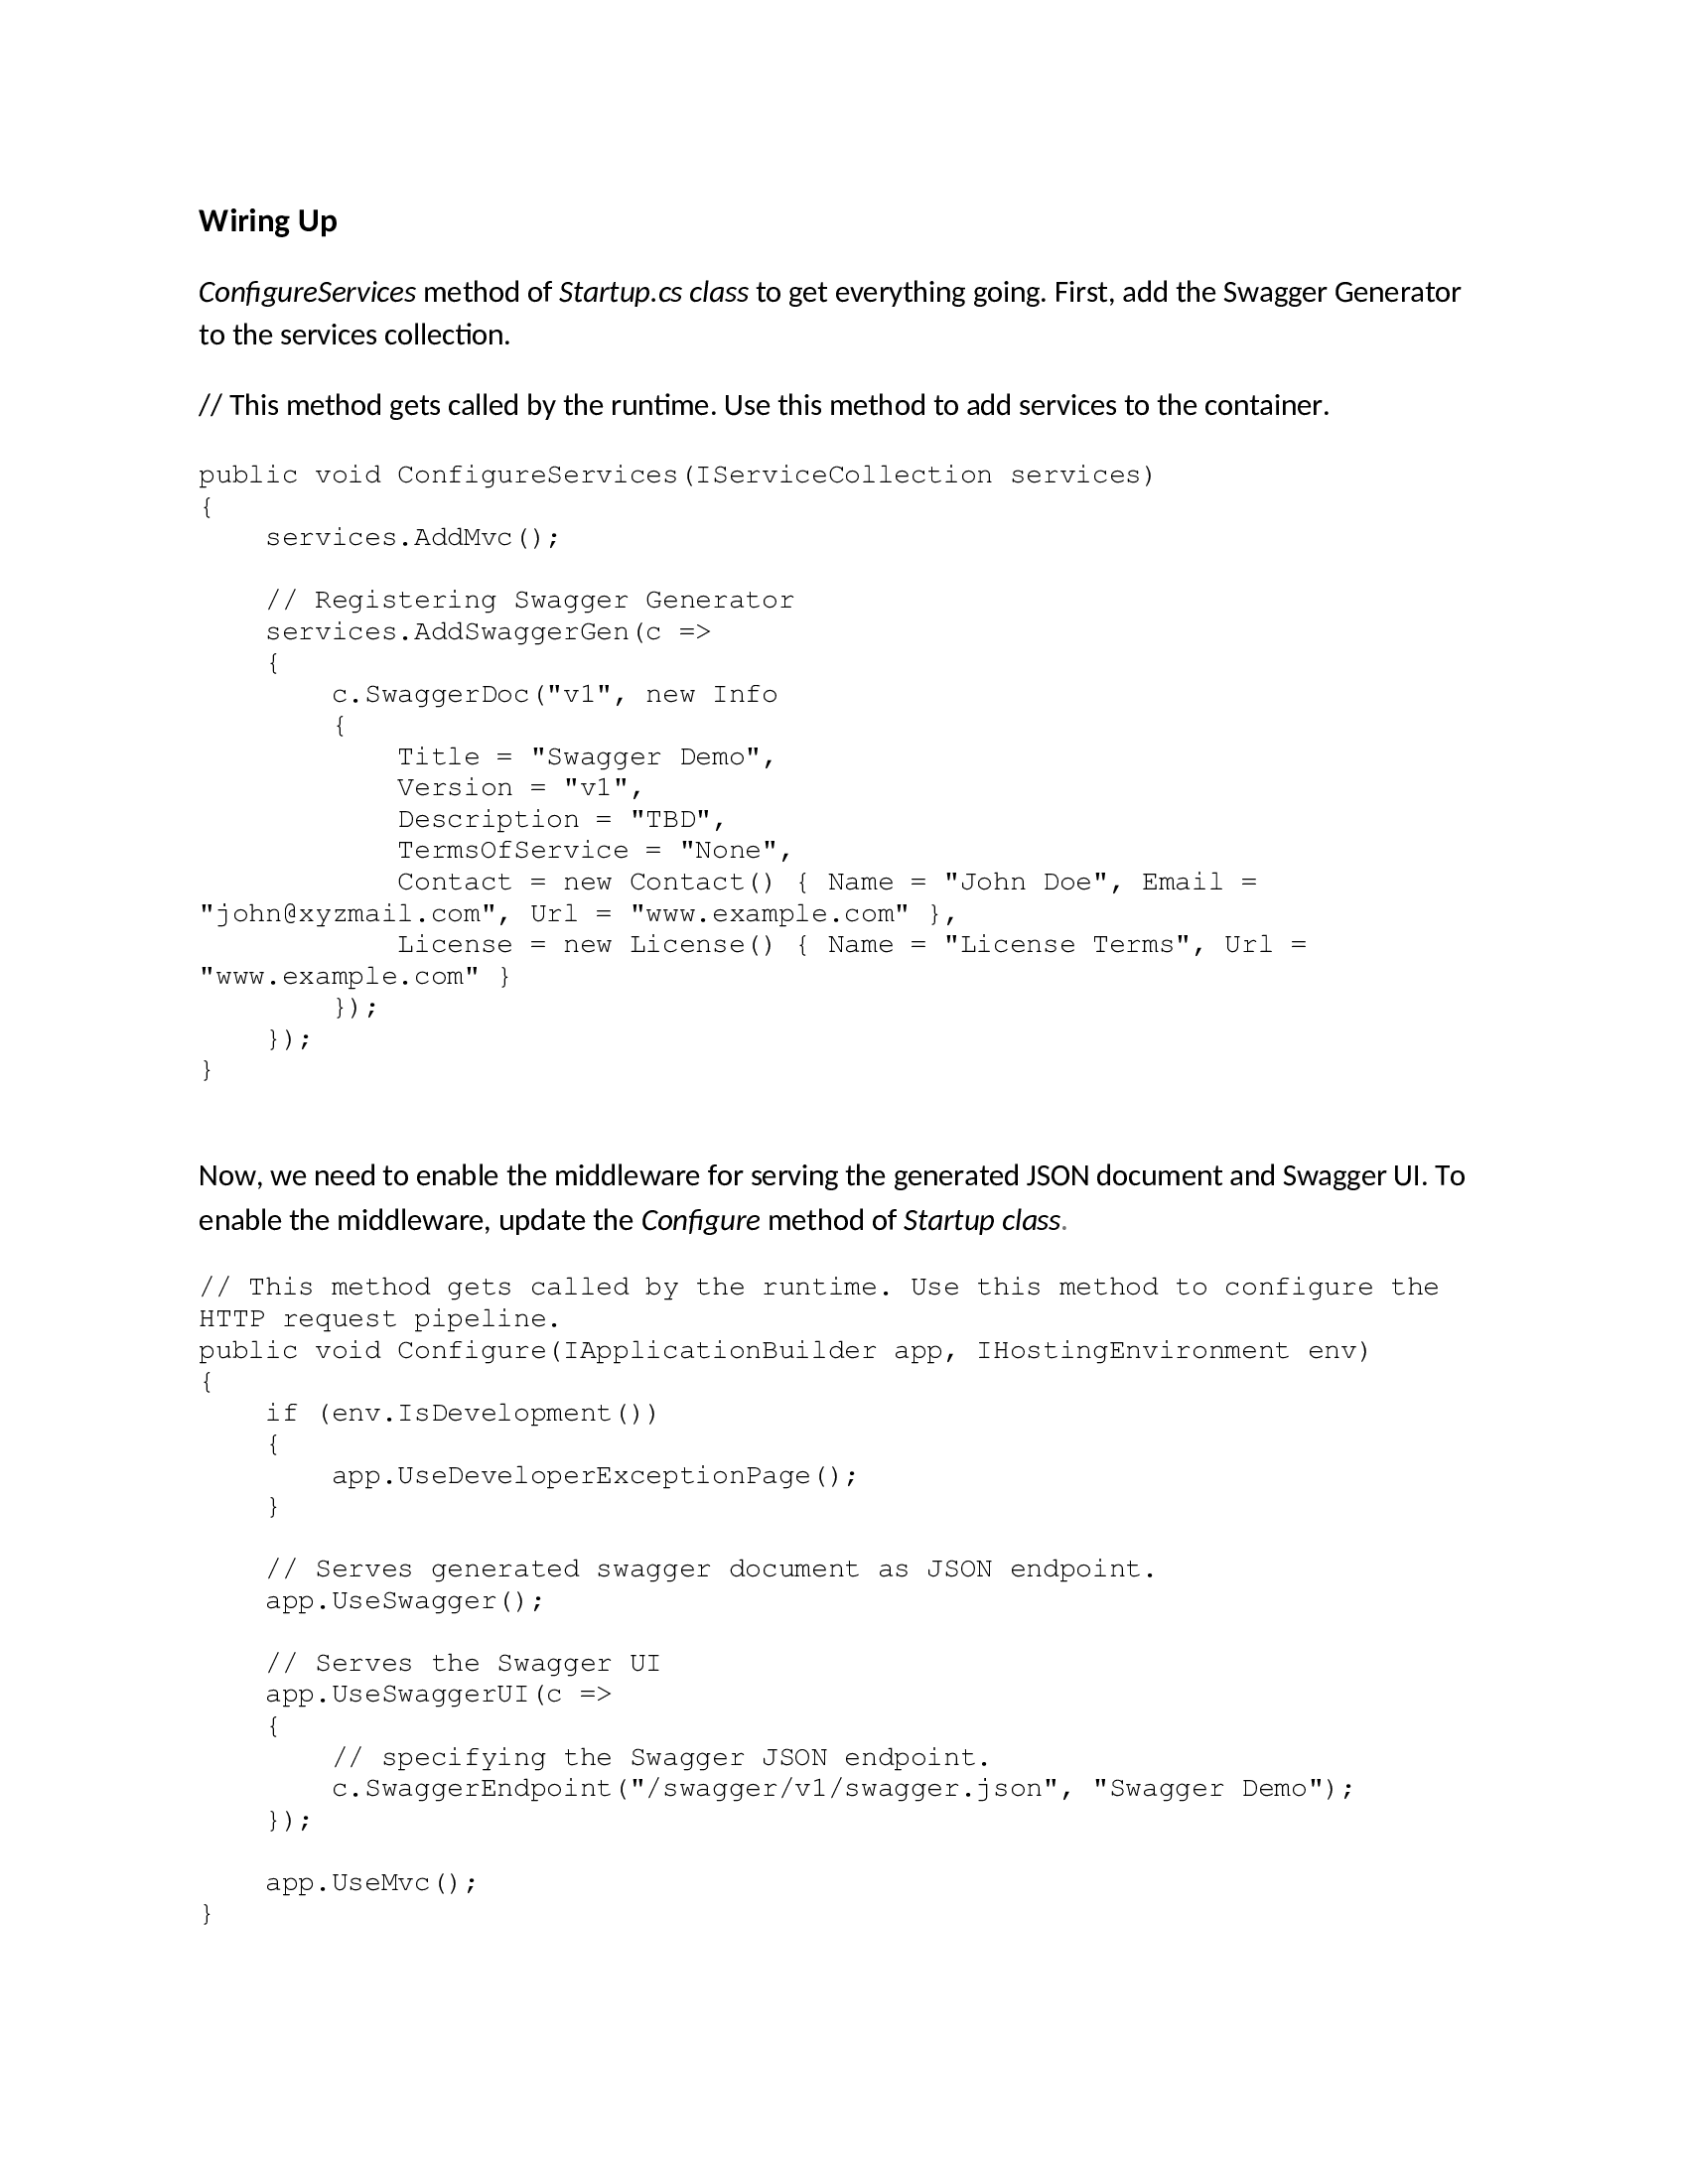 Wiring Up
ConfigureServices method of Startup.cs class to get everything going. First, add the Swagger Generator
to the services collection.
// This method gets called by the runtime. Use this method to add services to the container.
public void ConfigureServices(IServiceCollection services)
{
    services.AddMvc();

    // Registering Swagger Generator
    services.AddSwaggerGen(c =>
    {
        c.SwaggerDoc("v1", new Info
        {
            Title = "Swagger Demo",
            Version = "v1",
            Description = "TBD",
            TermsOfService = "None",
            Contact = new Contact() { Name = "John Doe", Email =
"john@xyzmail.com", Url = "www.example.com" },
            License = new License() { Name = "License Terms", Url =
"www.example.com" }
        });
    });
}

Now, we need to enable the middleware for serving the generated JSON document and Swagger UI. To
enable the middleware, update the Configure method of Startup class.
// This method gets called by the runtime. Use this method to configure the
HTTP request pipeline.
public void Configure(IApplicationBuilder app, IHostingEnvironment env)
{
    if (env.IsDevelopment())
    {
        app.UseDeveloperExceptionPage();
    }

    // Serves generated swagger document as JSON endpoint.
    app.UseSwagger();

    // Serves the Swagger UI
    app.UseSwaggerUI(c =>
    {
        // specifying the Swagger JSON endpoint.
        c.SwaggerEndpoint("/swagger/v1/swagger.json", "Swagger Demo");
    });

    app.UseMvc();
}